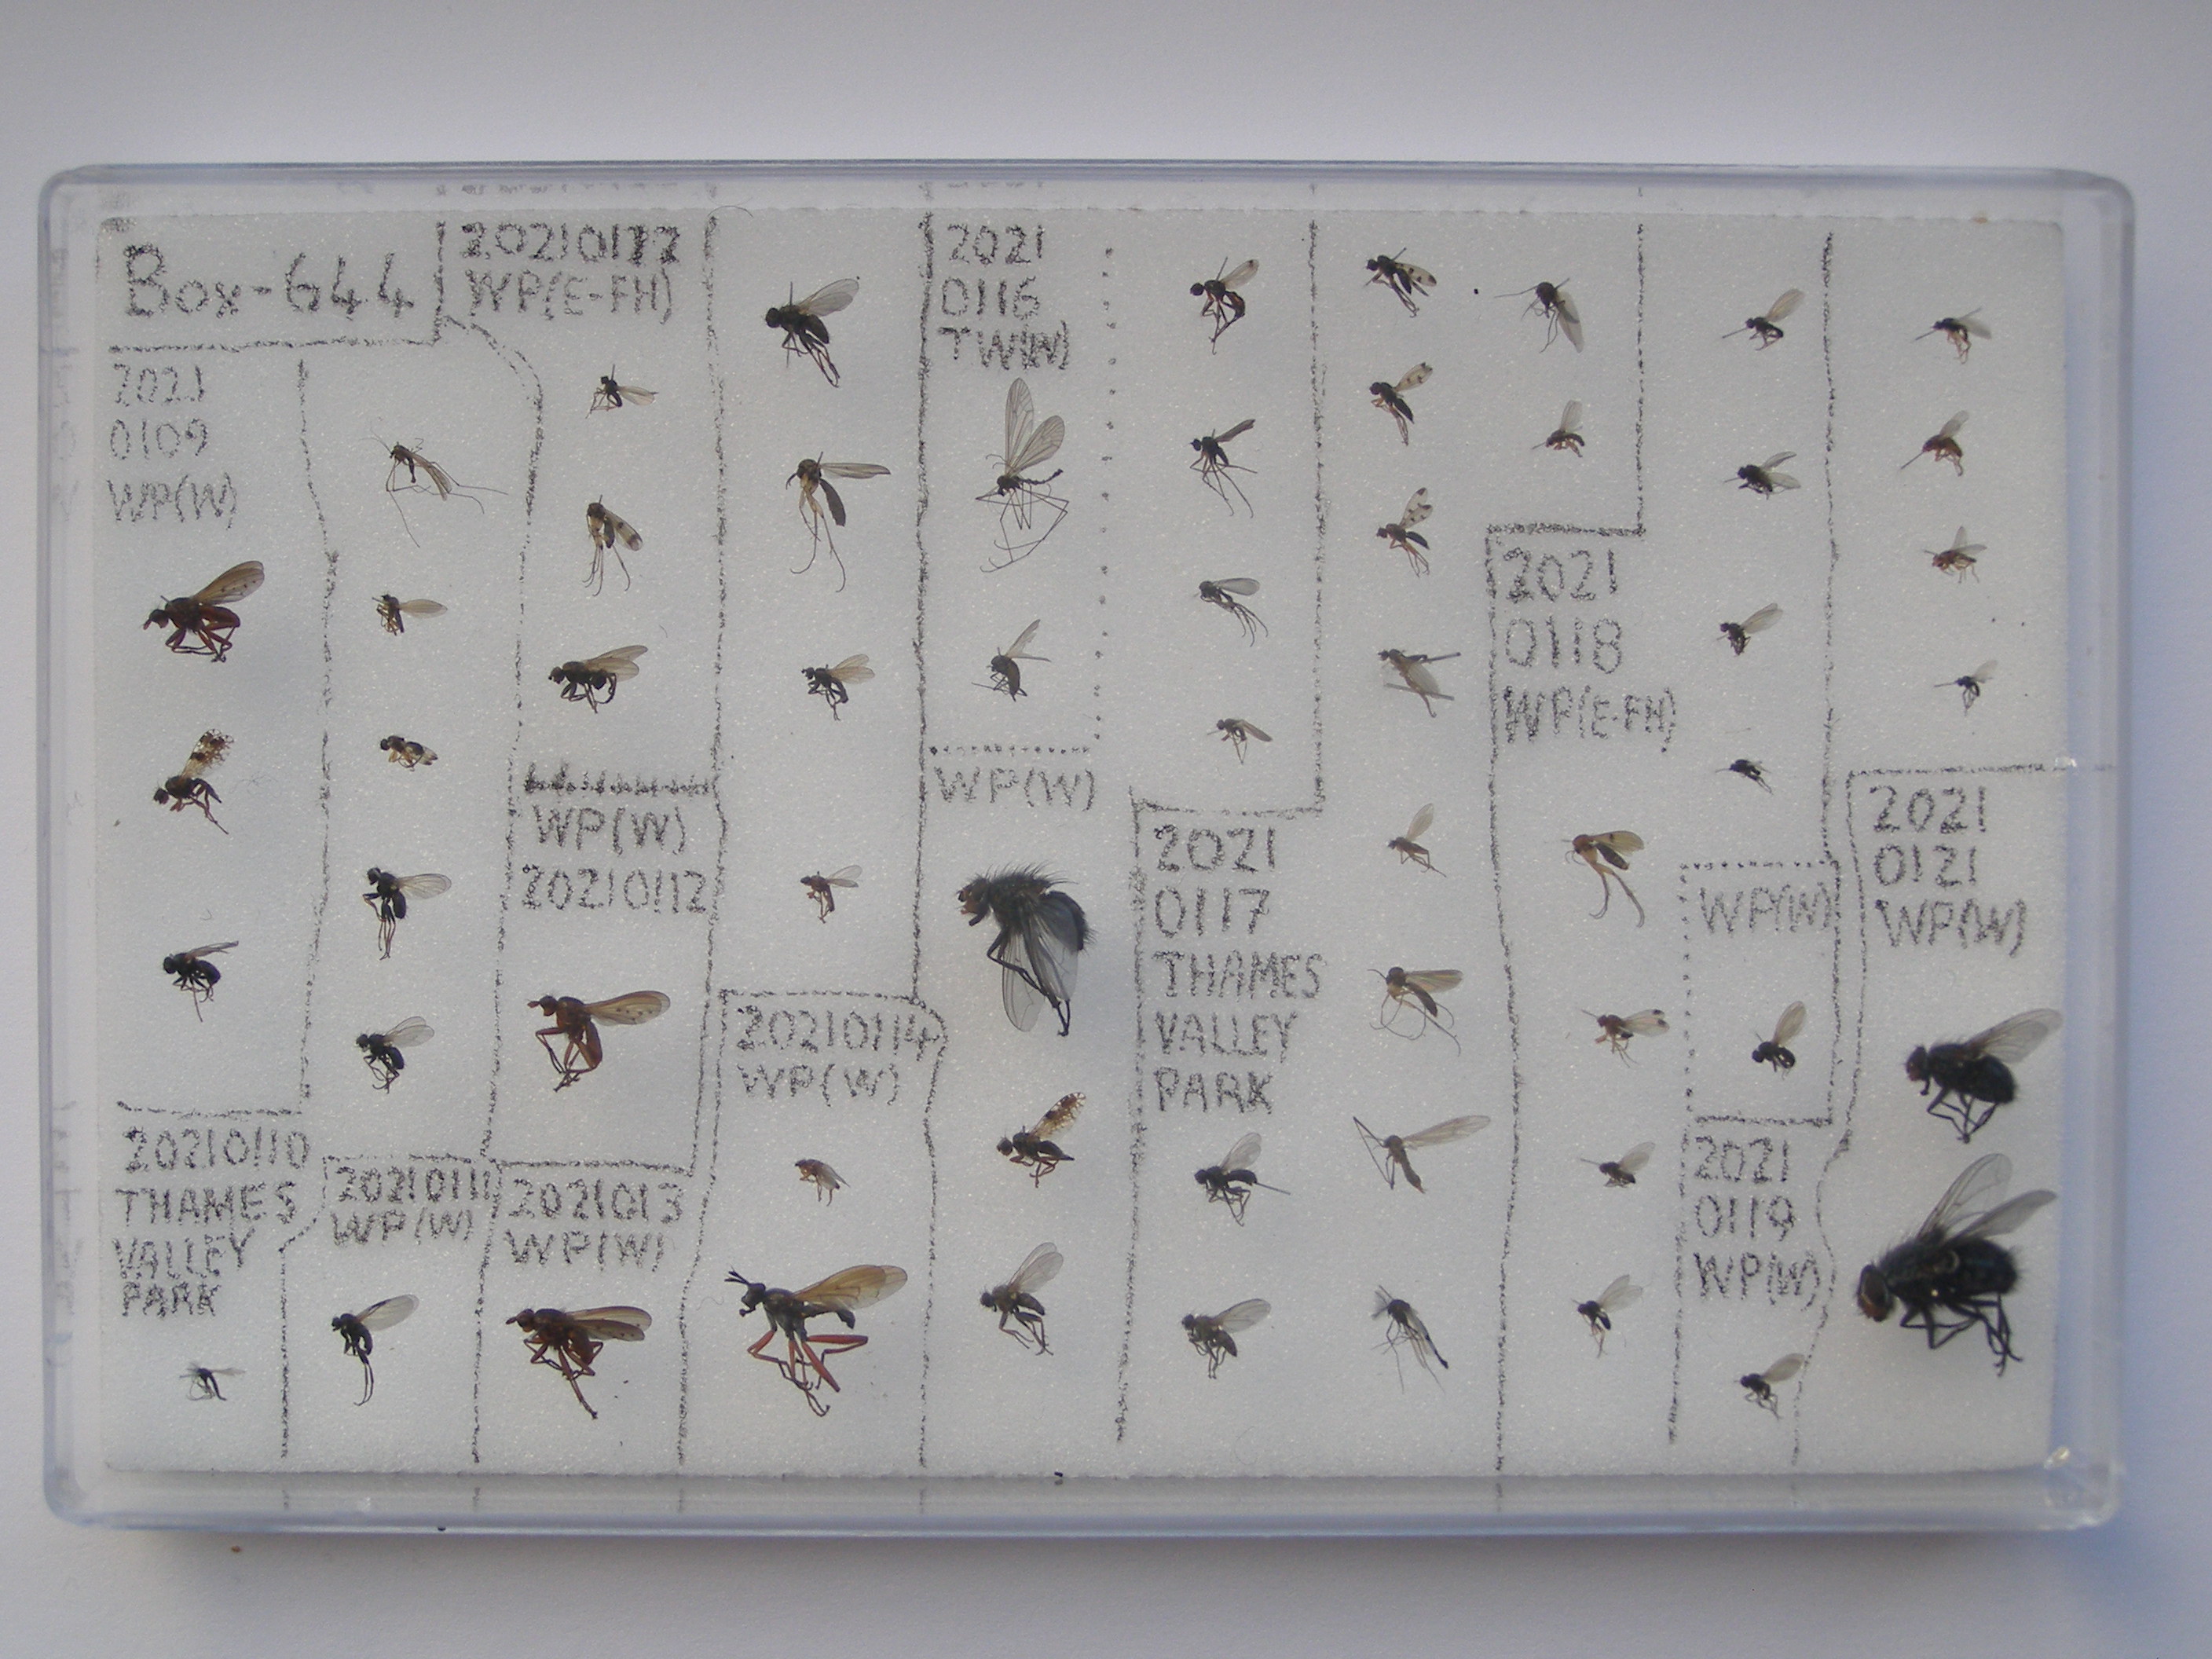 Box-644
2021
0109
WP(W)
20210110
THAMES
VALLEY
PARK
20210111
WP(W)
20210112
WP(E-FH)
WP(W)
20210112
2021013
WP(W)
20210114
WP(W)
2021
0116
TW(W)
WP(W)
2021
0117
THAMES
VALLEY
PARK
2021
0118
WP(E-FH)
WP(W)
2021
0119
WP(W)
2021
0121
WP(W)